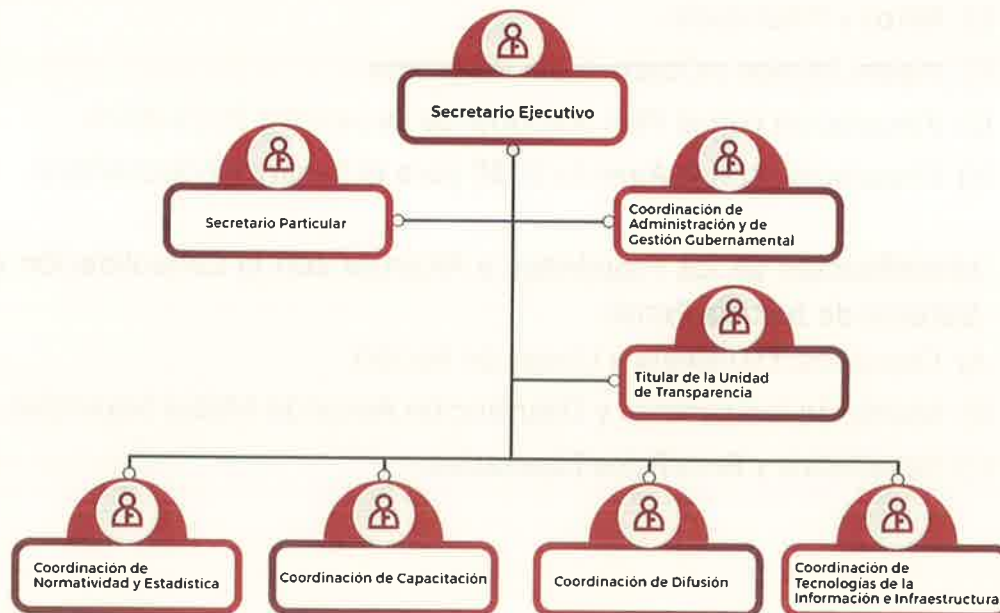 Secretario Ejecutivo
Secretario Particular
Coordinación de
Administración y de
Gestión Gubernamental
Titular de la Unidad
de Transparencia
Coordinación de
Normatividad y Estadística
Coordinación de Capacitación
Coordinación de Difusión
Coordinación de
Tecnologías de la
Información e Infraestructura